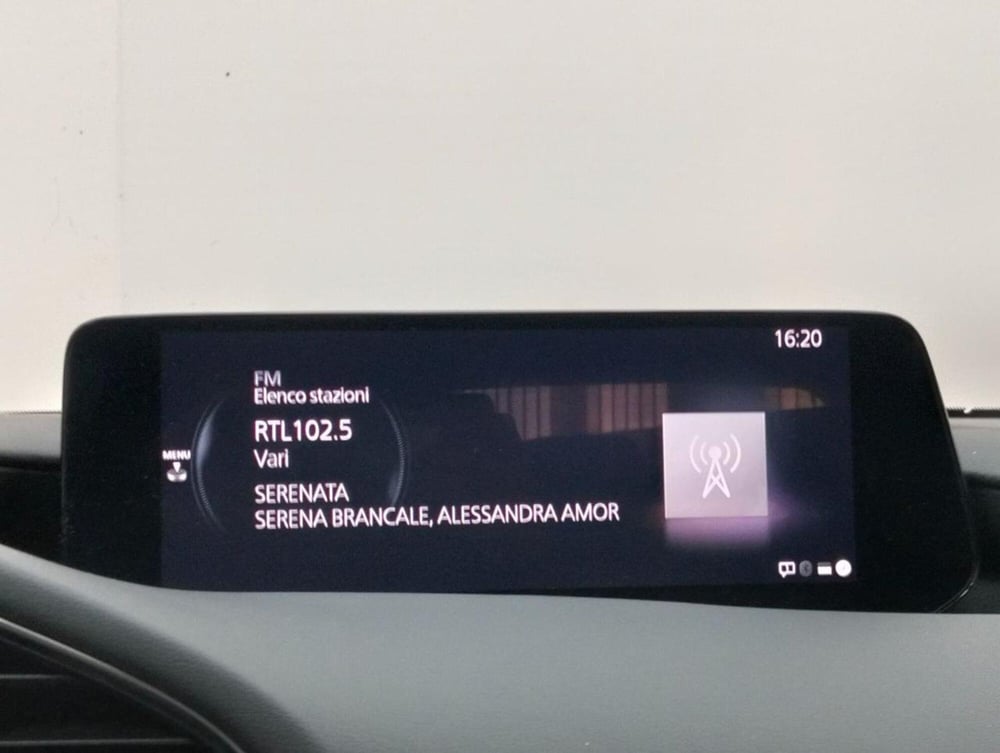 16:20
FM
Elenco stazioni
RTL102.5
Vari
MENU
SERENATA
SERENA BRANCALE, ALESSANDRA AMOR